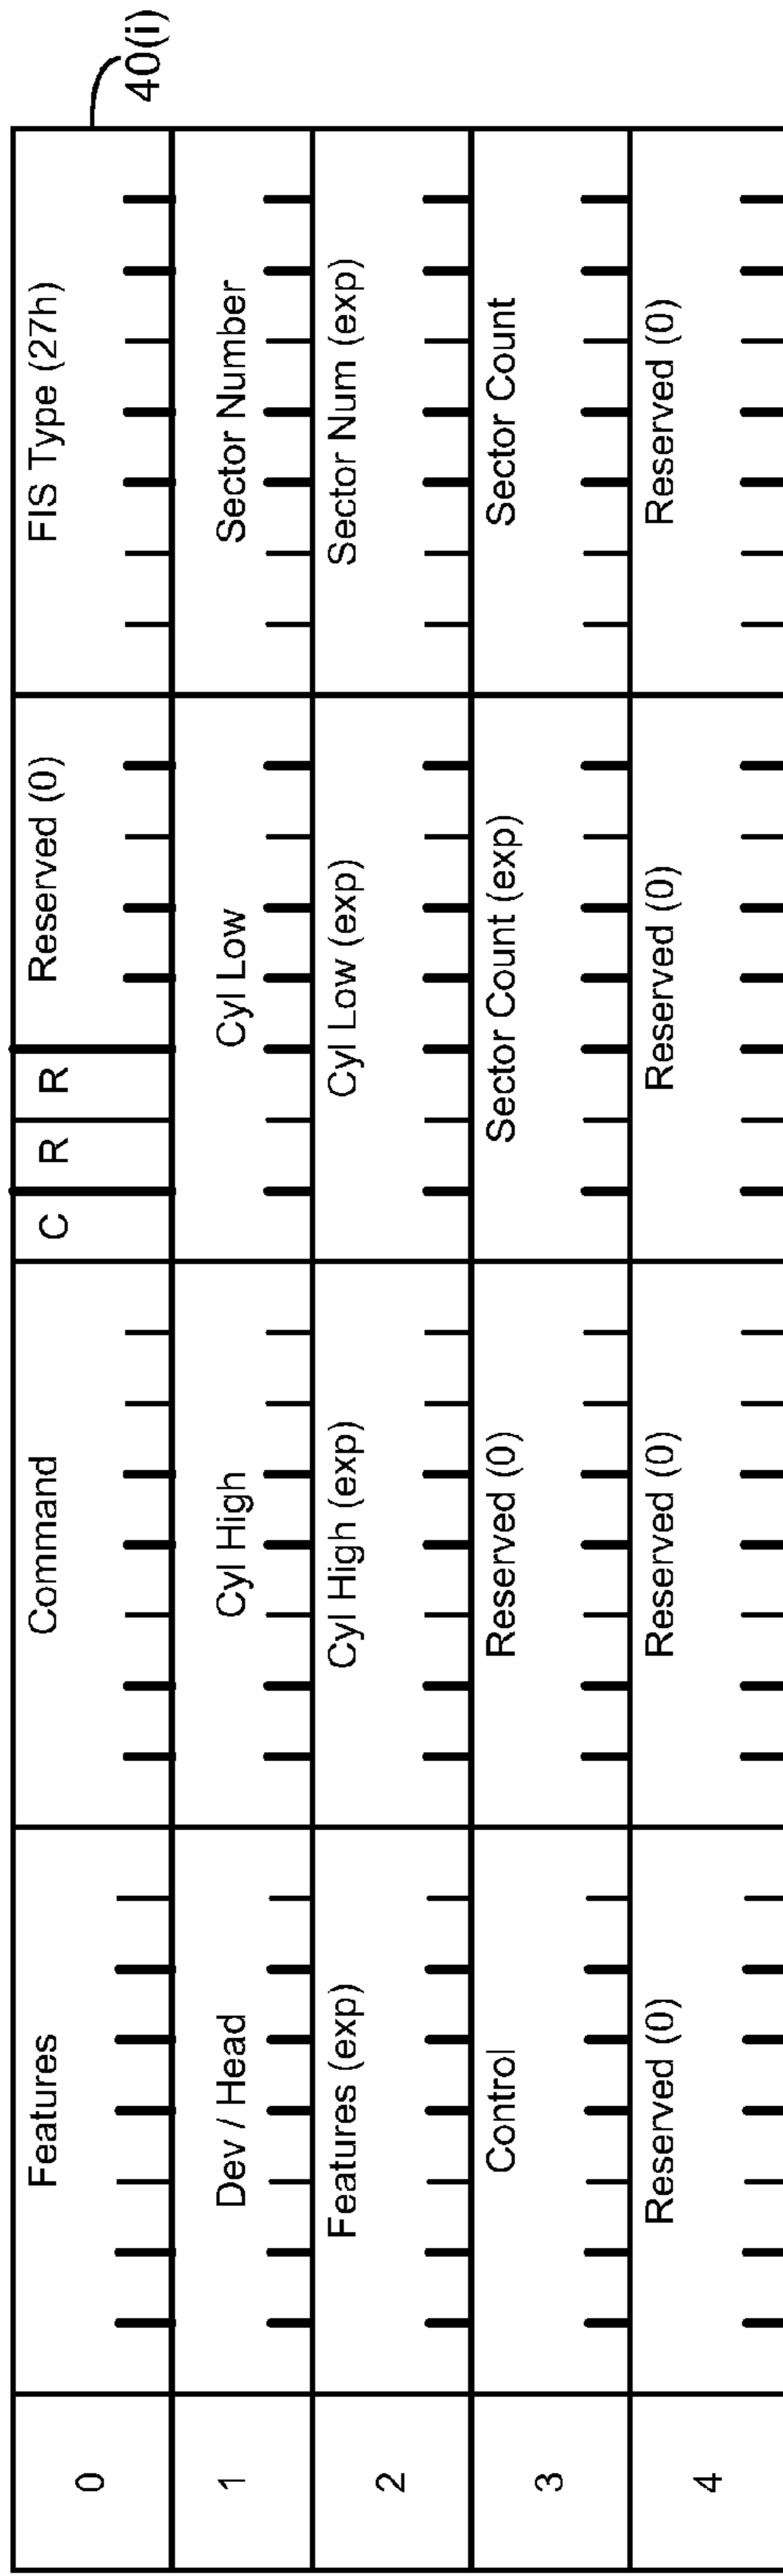 0 Features Command C R R Reserved (0) FIS Type (27h)
40(i)
1 Dev / Head Cyl High Cyl Low Sector Number
2 Features (exp) Cyl High (exp) Cyl Low (exp) Sector Num (exp)
3 Control Reserved (0) Sector Count (exp) Sector Count
4 Reserved (0) Reserved (0) Reserved (0) Reserved (0)